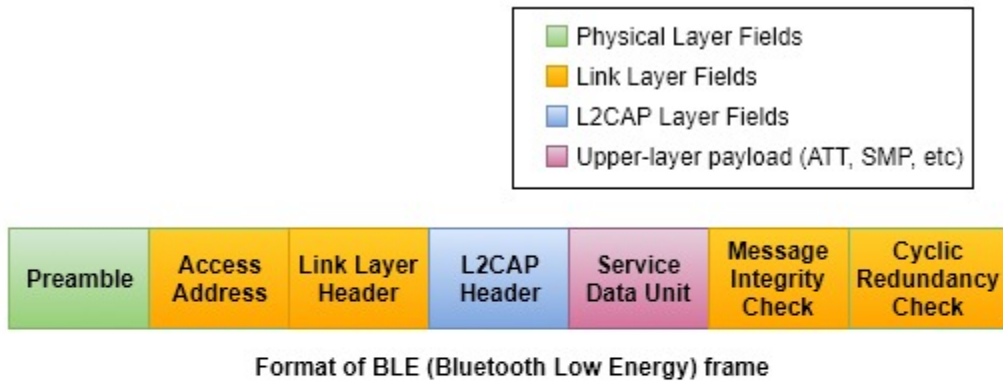 Physical Layer Fields
Link Layer Fields
L2CAP Layer Fields
Upper-layer payload (ATT, SMP, etc)
Preamble
Access
Address
Link Layer
Header
L2CAP
Header
Service
Data Unit
Message
Integrity
Check
Cyclic
Redundancy
Check
Format of BLE (Bluetooth Low Energy) frame